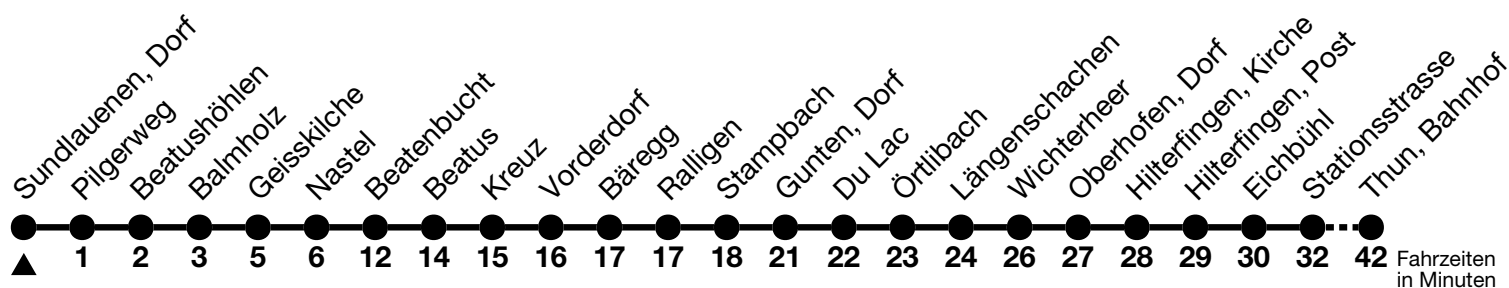 Sundlauenen, Dorf
Pilgerweg
Beatushöhlen
Balmholz
Geisskilche
Nastel
Beatenbucht
Beatus
Kreuz
Vorderdorf
Bäregg
Ralligen
Stampbach
Gunten, Dorf
Du Lac
Örtlibach
Längenschachen
Wichterheer
Oberhofen, Dorf
Hilterfingen, Kirche
Hilterfingen, Post
Eichbühl
Stationsstrasse
Thun, Bahnhof
1 2 3 5 6 12 14 15 16 17 17 18 21 22 23 24 26 27 28 29 30 32 42 Fahrzeiten
in Minuten